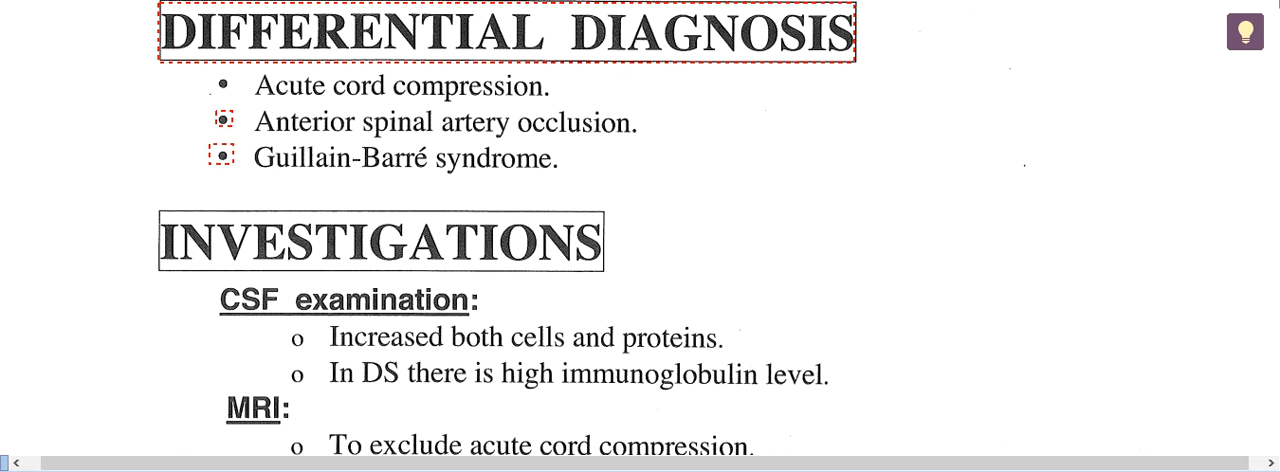 DIFFERENTIAL DIAGNOSIS
• Acute cord compression.
• Anterior spinal artery occlusion.
• Guillain-Barré syndrome.
INVESTIGATIONS
CSF examination:
o Increased both cells and proteins.
o In DS there is high immunoglobulin level.
MRI:
o To exclude acute cord compression.